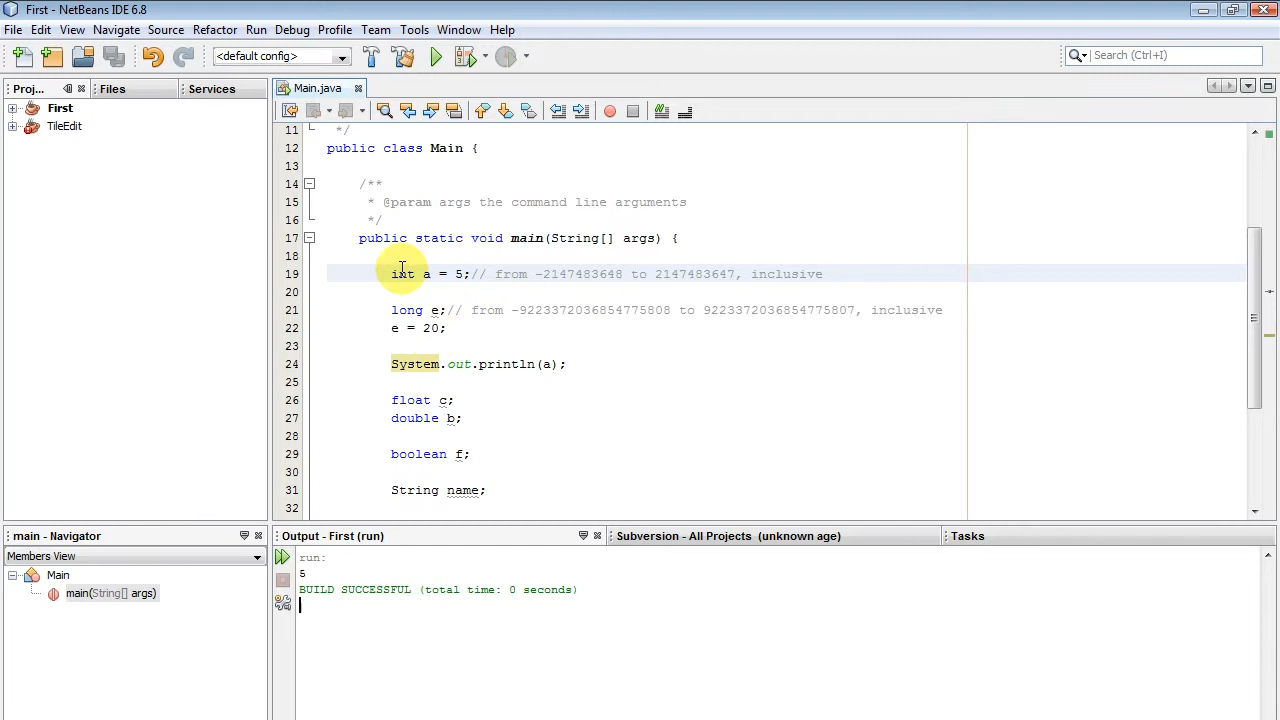 First - NetBeans IDE 6.8
File Edit View Navigate Source Refactor Run Debug Profile Team Tools Window Help
<default config>
Search (Ctrl+I)
Proj... Files Services
Main.java
First
TileEdit
11 */
12 public class Main {
13
14 /**
15 * @param args the command line arguments
16 */
17 public static void main(String[] args) {
18
19 int a = 5;// from -2147483648 to 2147483647, inclusive
20
21 long e;// from -9223372036854775808 to 9223372036854775807, inclusive
22 e = 20;
23
24 System.out.println(a);
25
26 float c;
27 double b;
28
29 boolean f;
30
31 String name;
32
main - Navigator
Members View
Main
main(String[] args)
Output - First (run)
Subversion - All Projects (unknown age)
Tasks
run:
5
BUILD SUCCESSFUL (total time: 0 seconds)